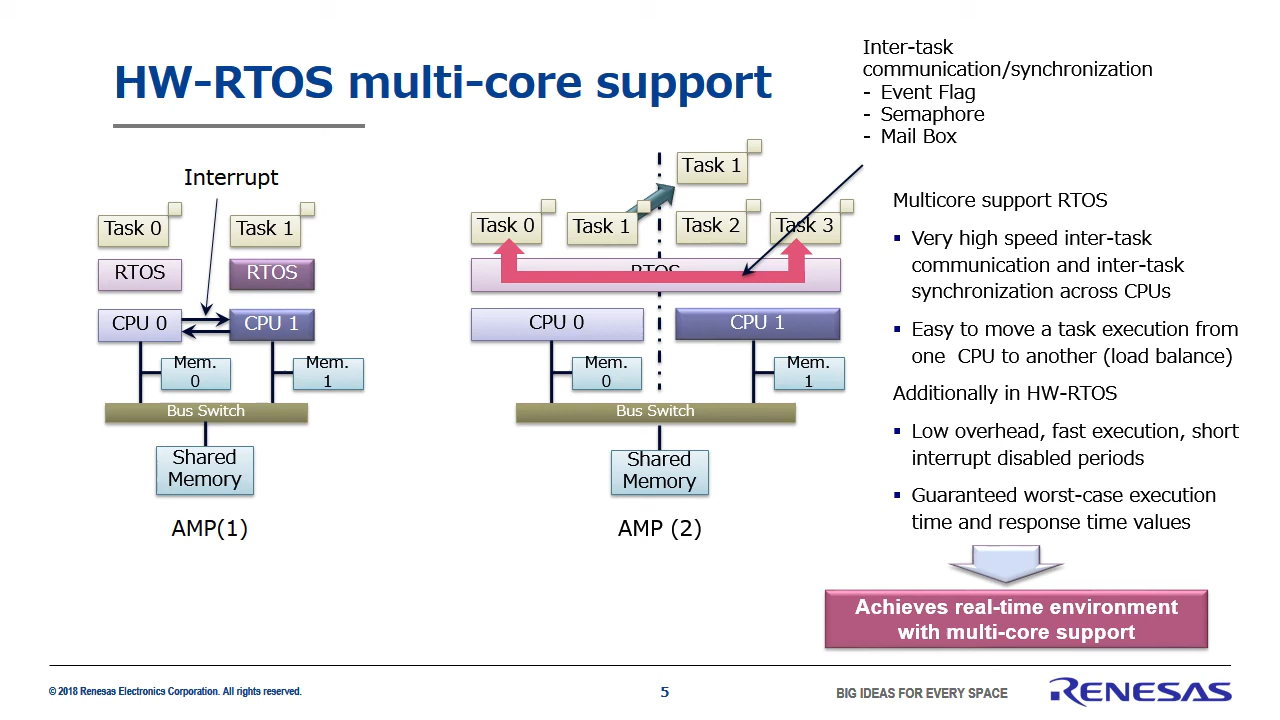 HW-RTOS multi-core support
Inter-task
communication/synchronization
- Event Flag
- Semaphore
- Mail Box
Interrupt
Task 0
Task 1
RTOS
RTOS
CPU 0
CPU 1
Mem.
0
Mem.
1
Bus Switch
Shared
Memory
AMP(1)
Task 1
Task 0
Task 1
Task 2
Task 3
RTOS
CPU 0
CPU 1
Mem.
0
Mem.
1
Bus Switch
Shared
Memory
AMP (2)
Multicore support RTOS
▪ Very high speed inter-task
communication and inter-task
synchronization across CPUs
▪ Easy to move a task execution from
one CPU to another (load balance)
Additionally in HW-RTOS
▪ Low overhead, fast execution, short
interrupt disabled periods
▪ Guaranteed worst-case execution
time and response time values
Achieves real-time environment
with multi-core support
© 2018 Renesas Electronics Corporation. All rights reserved.
5
BIG IDEAS FOR EVERY SPACE
RENESAS